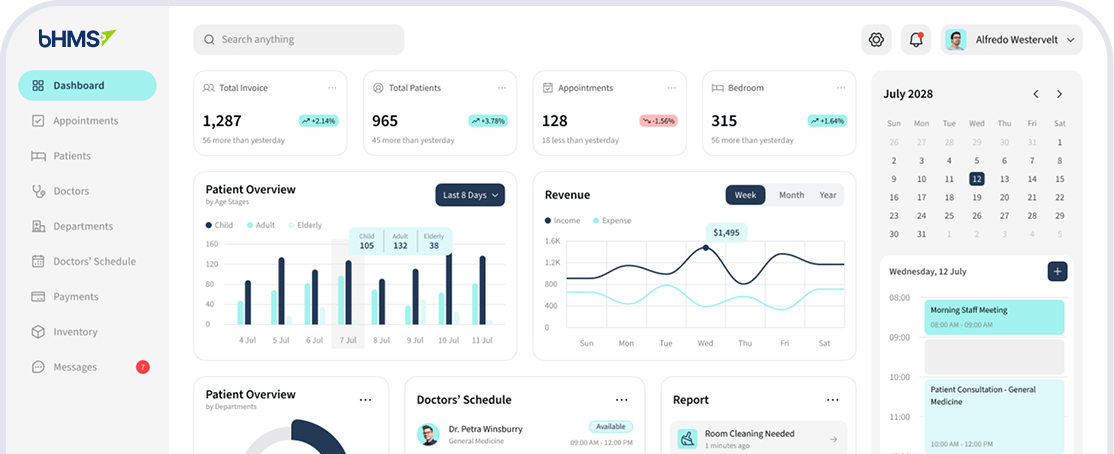 bHMS
Search anything
Alfredo Westervelt
Dashboard
Appointments
Patients
Doctors
Departments
Doctors' Schedule
Payments
Inventory
Messages
7
Total Invoice
1,287
+2.14%
56 more than yesterday
Total Patients
965
+3.78%
45 more than yesterday
Appointments
128
-1.56%
18 less than yesterday
Bedroom
315
+1.64%
56 more than yesterday
Patient Overview
by Age Stages
Last 8 Days
Child Adult Elderly
Child Adult Elderly
105 132 38
160
120
80
40
0
4 Jul 5 Jul 6 Jul 7 Jul 8 Jul 9 Jul 10 Jul 11 Jul
Revenue
Week Month Year
Income Expense
$1,495
1.6K
1.2K
800
400
0
Sun Mon Tue Wed Thu Fri Sat
July 2028
Sun Mon Tue Wed Thu Fri Sat
26 27 28 29 30 31 1
2 3 4 5 6 7 8
9 10 11 12 13 14 15
16 17 18 19 20 21 22
23 24 25 26 27 28 29
30 31 1 2 3 4 5
Wednesday, 12 July
08:00
Morning Staff Meeting
08:00 AM - 09:00 AM
09:00
10:00
Patient Consultation - General
Medicine
11:00
10:00 AM - 12:00 PM
Patient Overview
by Departments
Doctors' Schedule
Dr. Petra Winsburry
General Medicine
Available
09:00 AM - 12:00 PM
Report
Room Cleaning Needed
1 minutes ago